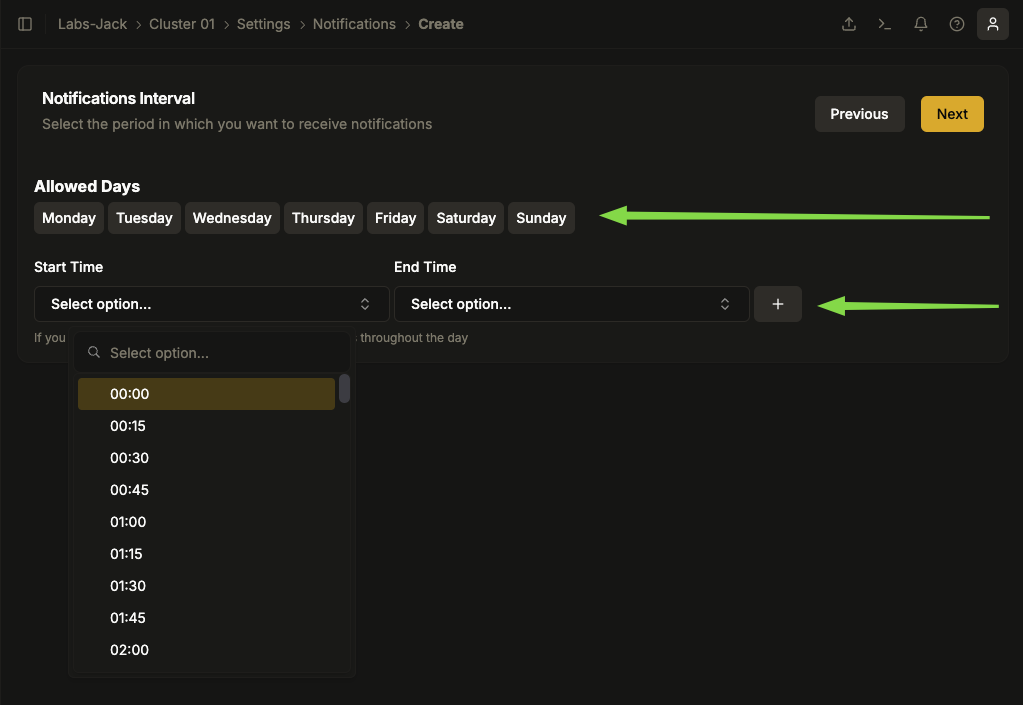 Labs-Jack > Cluster 01 > Settings > Notifications > Create
Notifications Interval
Select the period in which you want to receive notifications
Previous
Next
Allowed Days
Monday Tuesday Wednesday Thursday Friday Saturday Sunday
Start Time
End Time
Select option...
Select option...
+
If you
throughout the day
Select option...
00:00
00:15
00:30
00:45
01:00
01:15
01:30
01:45
02:00